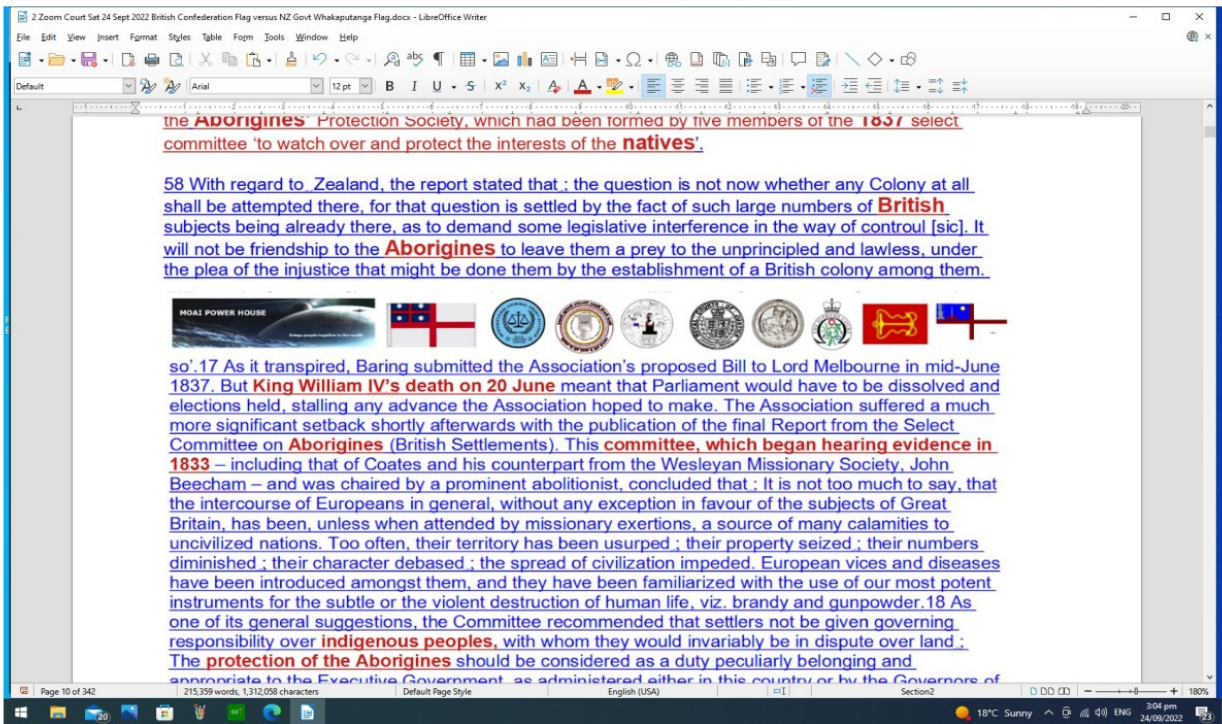 2 Zoom Court Sat 24 Sept 2022 British Confederation Flag versus NZ Govt Whakaputanga Flag.docx - LibreOffice Writer
File Edit View Insert Format Styles Table Form Tools Window Help
Default Arial 12 pt
the Aborigines' Protection Society, which had been formed by five members of the 1837 select
committee ‘to watch over and protect the interests of the natives’.
58 With regard to Zealand, the report stated that ; the question is not now whether any Colony at all
shall be attempted there, for that question is settled by the fact of such large numbers of British
subjects being already there, as to demand some legislative interference in the way of controul [sic]. It
will not be friendship to the Aborigines to leave them a prey to the unprincipled and lawless, under
the plea of the injustice that might be done them by the establishment of a British colony among them.
MOAI POWER HOUSE
so’.17 As it transpired, Baring submitted the Association’s proposed Bill to Lord Melbourne in mid-June
1837. But King William IV’s death on 20 June meant that Parliament would have to be dissolved and
elections held, stalling any advance the Association hoped to make. The Association suffered a much
more significant setback shortly afterwards with the publication of the final Report from the Select
Committee on Aborigines (British Settlements). This committee, which began hearing evidence in
1833 – including that of Coates and his counterpart from the Wesleyan Missionary Society, John
Beecham – and was chaired by a prominent abolitionist, concluded that ; It is not too much to say, that
the intercourse of Europeans in general, without any exception in favour of the subjects of Great
Britain, has been, unless when attended by missionary exertions, a source of many calamities to
uncivilized nations. Too often, their territory has been usurped ; their property seized ; their numbers
diminished ; their character debased ; the spread of civilization impeded. European vices and diseases
have been introduced amongst them, and they have been familiarized with the use of our most potent
instruments for the subtle or the violent destruction of human life, viz. brandy and gunpowder.18 As
one of its general suggestions, the Committee recommended that settlers not be given governing
responsibility over indigenous peoples, with whom they would invariably be in dispute over land ;
The protection of the Aborigines should be considered as a duty peculiarly belonging and
appropriate to the Executive Government, as administered either in this country or by the Governors of
Page 10 of 342 215,359 words, 1,312,058 characters Default Page Style English (USA) Section2 180%
20 18°C Sunny ENG 3:04 pm
24/09/2022 23